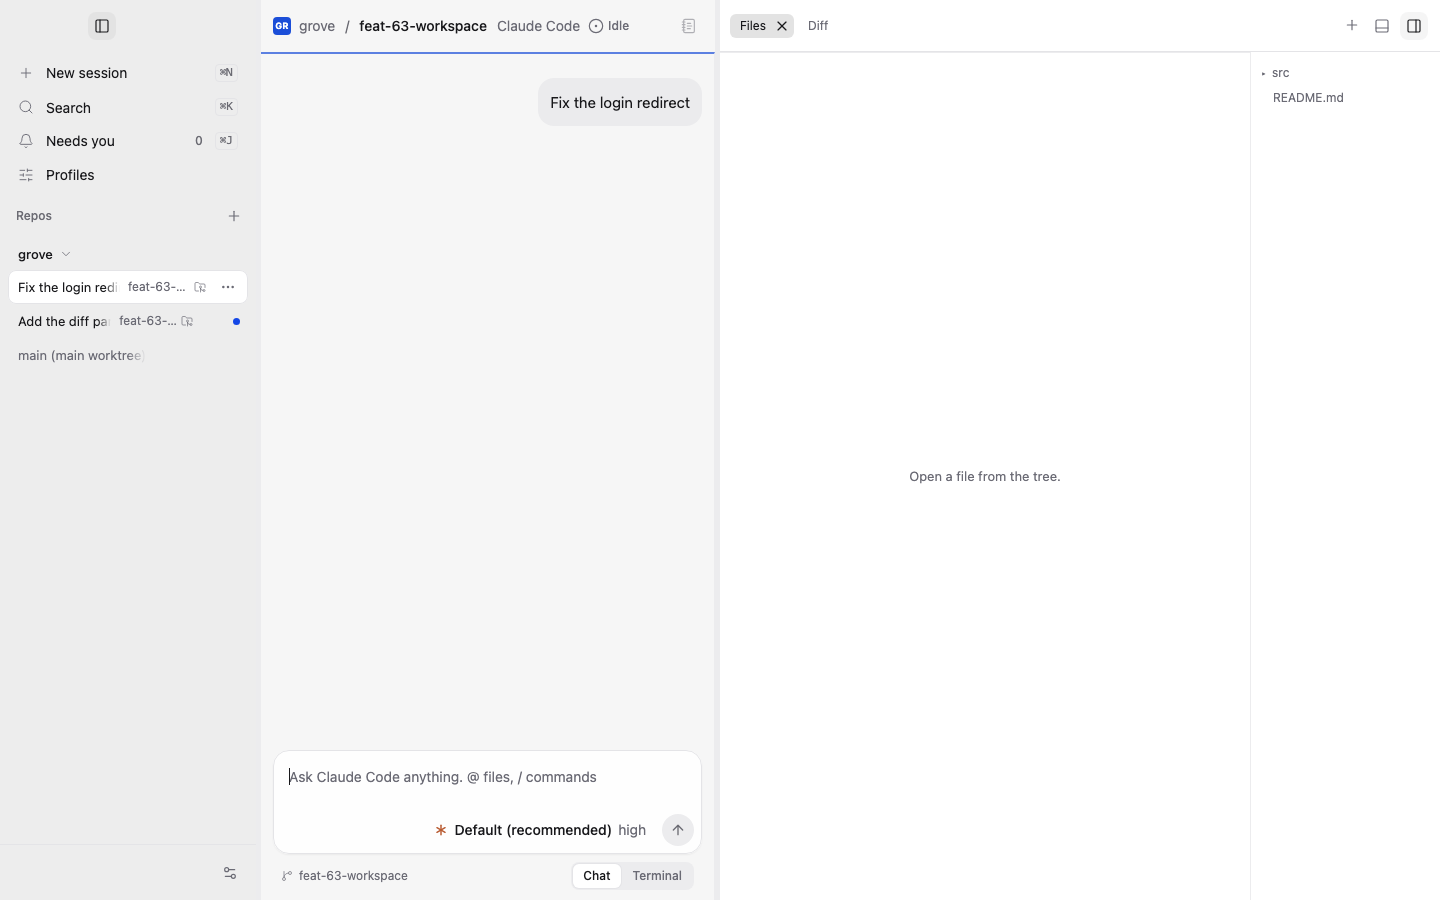 New session ⌘N
Search ⌘K
Needs you 0 ⌘J
Profiles
Repos
grove
Fix the login redi feat-63-...
Add the diff pa feat-63-...
main (main worktree)
GR grove / feat-63-workspace Claude Code Idle
Fix the login redirect
Ask Claude Code anything. @ files, / commands
Default (recommended) high
feat-63-workspace
Chat Terminal
Files Diff
Open a file from the tree.
src
README.md